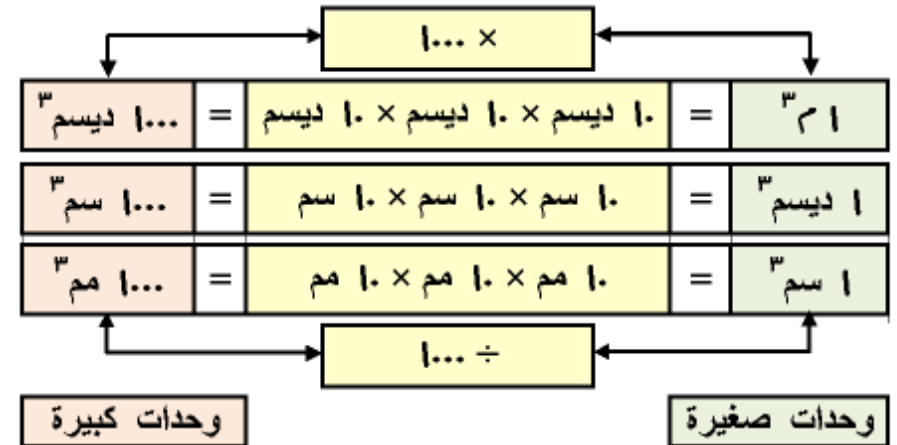 × ١٠٠٠
١ م٣ = ١٠ ديسم × ١٠ ديسم × ١٠ ديسم = ١٠٠٠ ديسم٣
١ ديسم٣ = ١٠ سم × ١٠ سم × ١٠ سم = ١٠٠٠ سم٣
١ سم٣ = ١٠ مم × ١٠ مم × ١٠ مم = ١٠٠٠ مم٣
÷ ١٠٠٠
وحدات صغيرة وحدات كبيرة